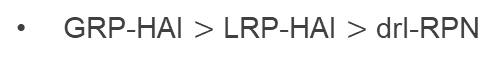 • GRP-HAI > LRP-HAI > drl-RPN